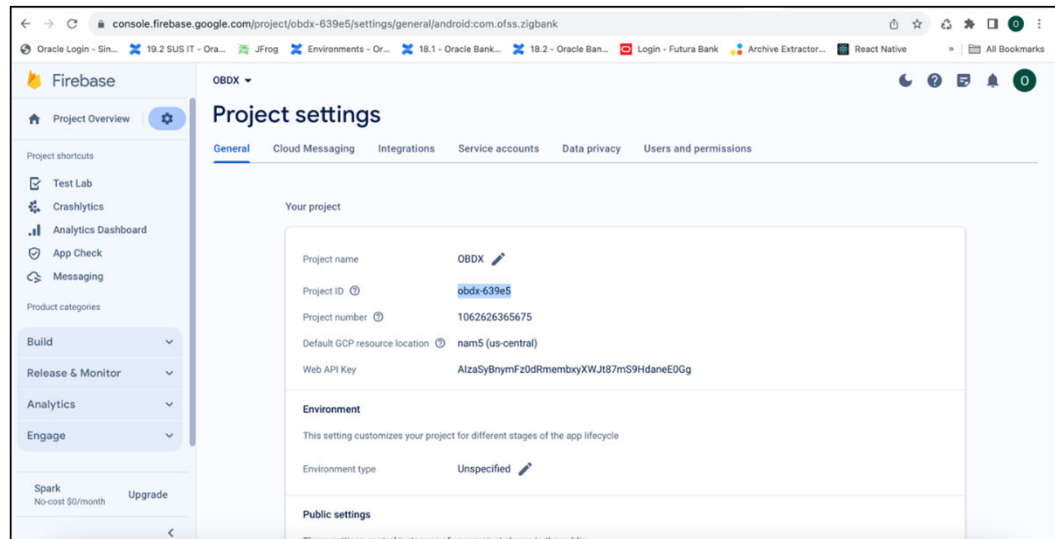 console.firebase.google.com/project/obdx-639e5/settings/general/android:com.ofss.zigbank
O
Oracle Login - Sin...
19.2 SUS IT - Ora...
JFrog
Environments - Or...
18.1 - Oracle Bank...
18.2 - Oracle Ban...
Login - Futura Bank
Archive Extractor...
React Native
»
All Bookmarks
Firebase
OBDX
O
Project Overview
Project settings
General
Cloud Messaging
Integrations
Service accounts
Data privacy
Users and permissions
Project shortcuts
Test Lab
Crashlytics
Analytics Dashboard
App Check
Messaging
Product categories
Build
Release & Monitor
Analytics
Engage
Spark
No-cost $0/month
Upgrade
Your project
Project name
OBDX
Project ID
obdx-639e5
Project number
1062626365675
Default GCP resource location
nam5 (us-central)
Web API Key
AIzaSyBnymFz0dRmembxyXWJt87mS9HdaneE0Gg
Environment
This setting customizes your project for different stages of the app lifecycle
Environment type
Unspecified
Public settings